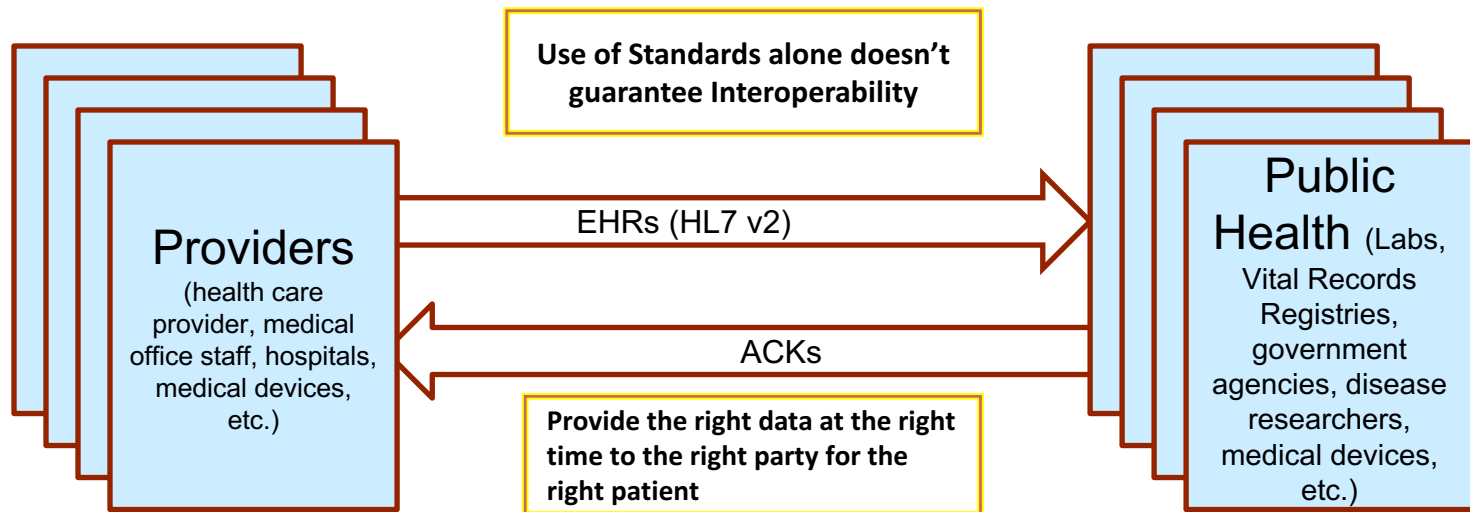 Use of Standards alone doesn’t
guarantee Interoperability
Providers
(health care
provider, medical
office staff, hospitals,
medical devices,
etc.)
EHRs (HL7 v2)
ACKs
Provide the right data at the right
time to the right party for the
right patient
Public
Health (Labs,
Vital Records
Registries,
government
agencies, disease
researchers,
medical devices,
etc.)